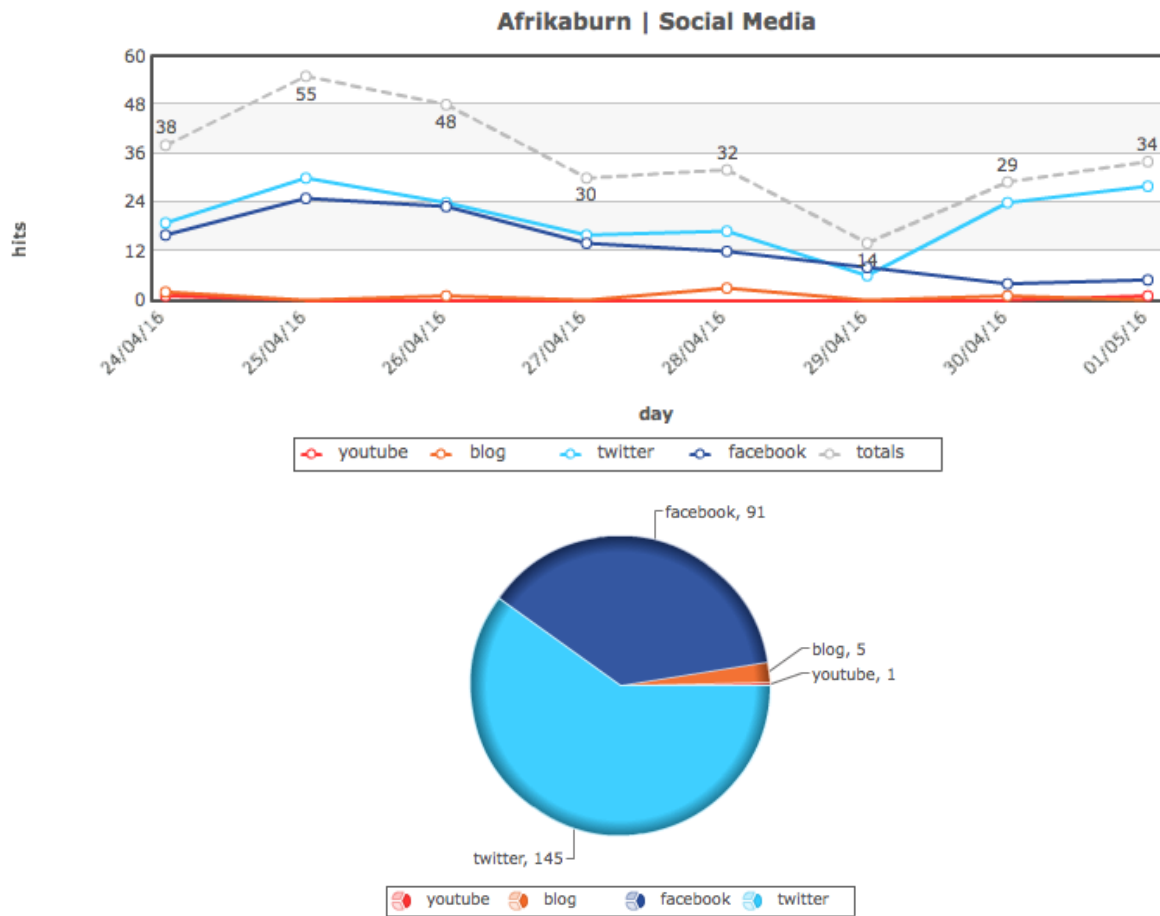 Afrikaburn | Social Media
60
48
36
24
12
0
hits
38
55
48
30
32
14
29
34
24/04/16
25/04/16
26/04/16
27/04/16
28/04/16
29/04/16
30/04/16
01/05/16
day
youtube blog twitter facebook totals
facebook, 91
blog, 5
youtube, 1
twitter, 145
youtube blog facebook twitter